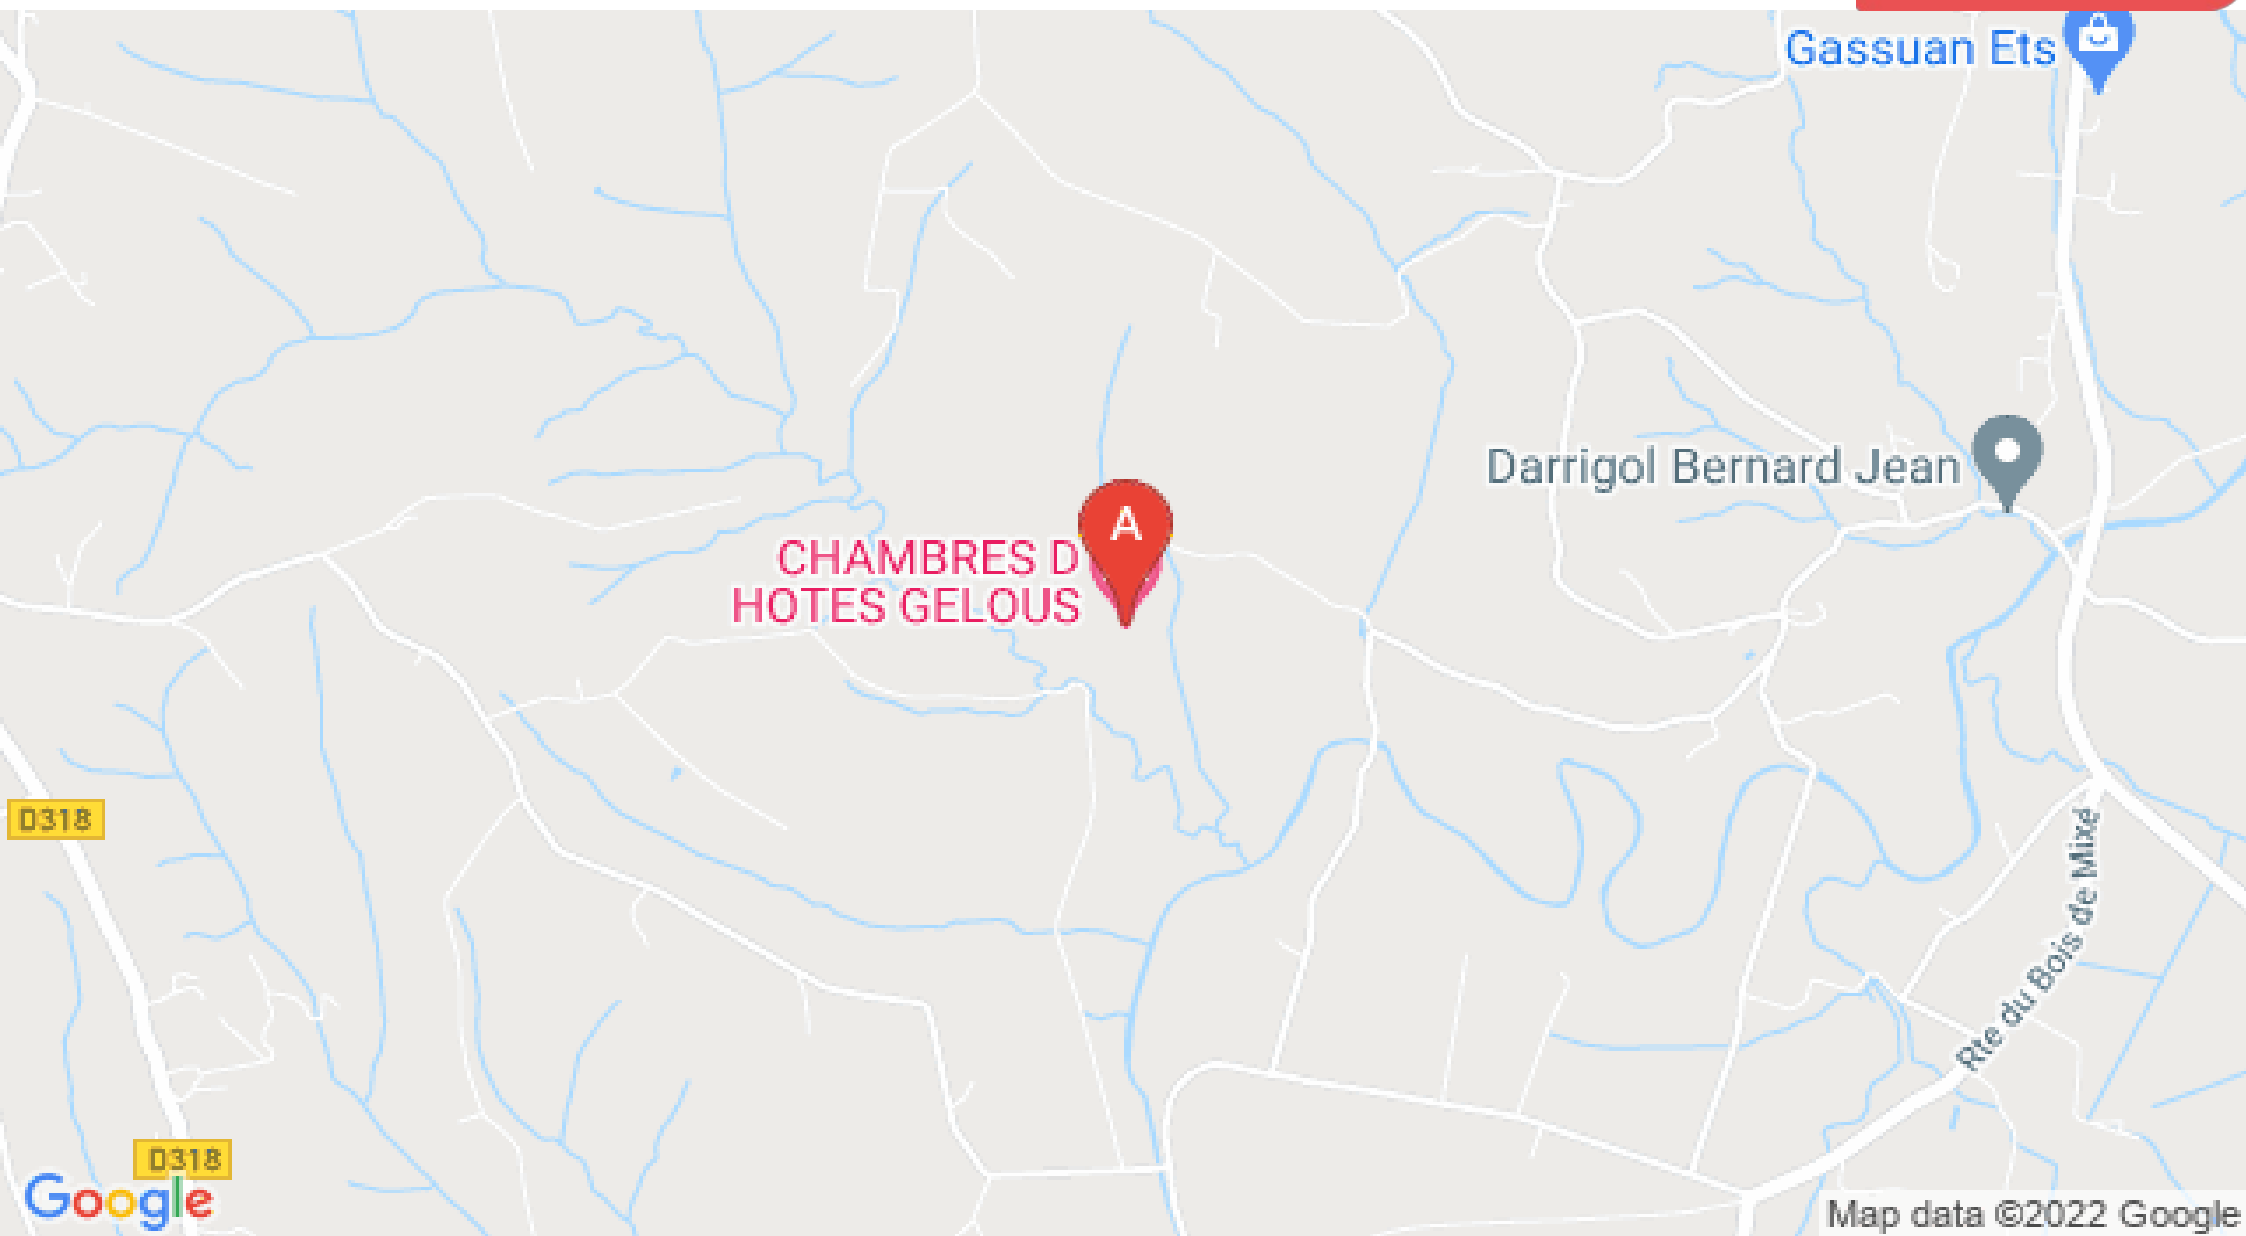 Gassuan Ets
Darrigol Bernard Jean
A
CHAMBRES D
HOTES GELOUS
D318
Rte du Bois de Mixe
D318
Google
Map data ©2022 Google